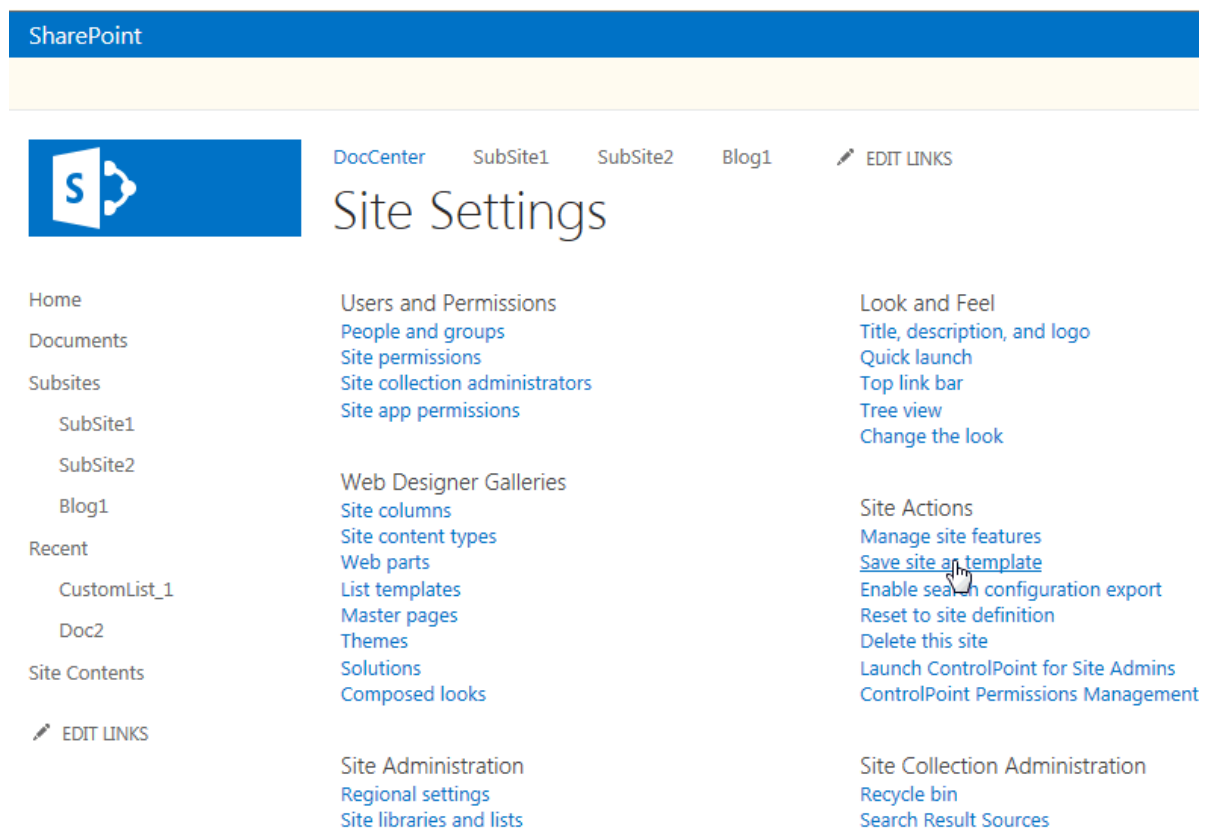 SharePoint
S
DocCenter SubSite1 SubSite2 Blog1 EDIT LINKS
Site Settings
Home
Documents
Subsites
SubSite1
SubSite2
Blog1
Recent
CustomList_1
Doc2
Site Contents
EDIT LINKS
Users and Permissions
People and groups
Site permissions
Site collection administrators
Site app permissions
Web Designer Galleries
Site columns
Site content types
Web parts
List templates
Master pages
Themes
Solutions
Composed looks
Site Administration
Regional settings
Site libraries and lists
Look and Feel
Title, description, and logo
Quick launch
Top link bar
Tree view
Change the look
Site Actions
Manage site features
Save site as template
Enable search configuration export
Reset to site definition
Delete this site
Launch ControlPoint for Site Admins
ControlPoint Permissions Management
Site Collection Administration
Recycle bin
Search Result Sources